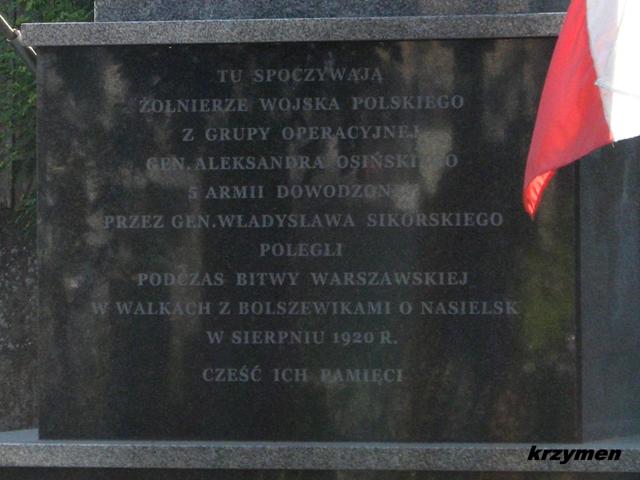 TU SPOCZYWAJĄ
ŻOŁNIERZE WOJSKA POLSKIEGO
Z GRUPY OPERACYJNEJ
GEN. ALEKSANDRA OSIŃSKIEGO
5 ARMII DOWODZONEJ
PRZEZ GEN. WŁADYSŁAWA SIKORSKIEGO
POLEGLI
PODCZAS BITWY WARSZAWSKIEJ
W WALKACH Z BOLSZEWIKAMI O NASIELSK
W SIERPNIU 1920 R.
CZEŚĆ ICH PAMIĘCI
krzymen